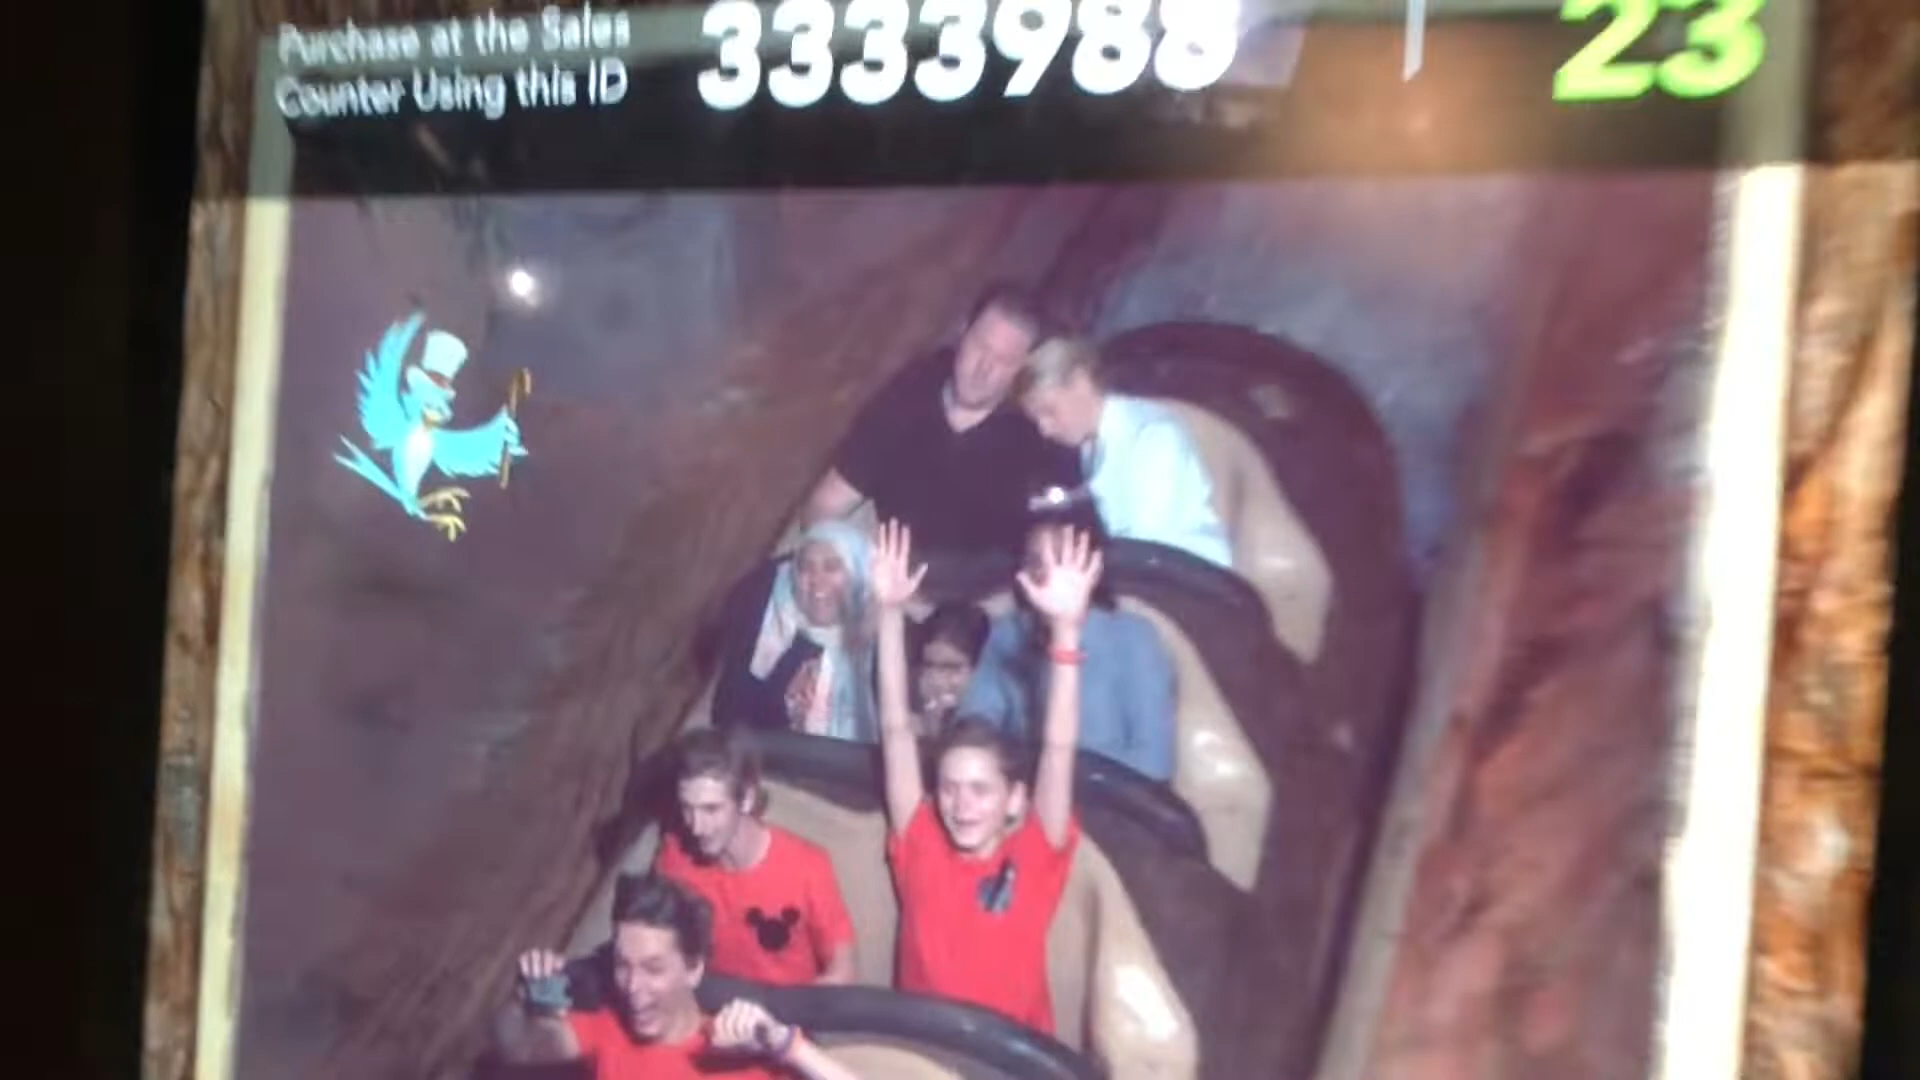 Purchase at the Sales
Counter Using this ID
3333988
23